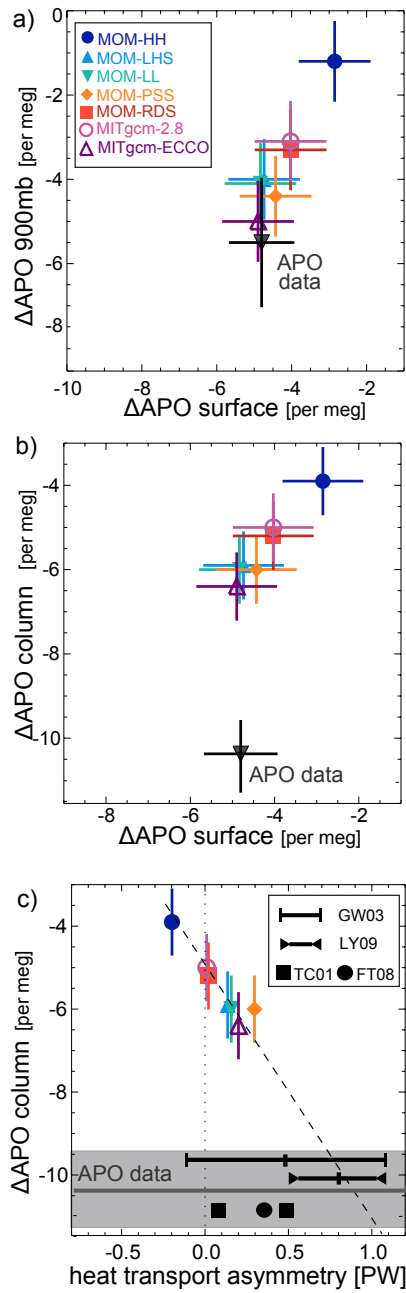 a)
0
MOM-HH
MOM-LHS
MOM-LL
MOM-PSS
MOM-RDS
MITgcm-2.8
MITgcm-ECCO
-2
-4
-6
-8
ΔAPO 900mb [per meg]
APO
data
-10 -8 -6 -4 -2
ΔAPO surface [per meg]
b)
-4
-6
-8
-10
ΔAPO column [per meg]
APO data
-8 -6 -4 -2
ΔAPO surface [per meg]
c)
GW03
LY09
TC01 FT08
-4
-6
-8
-10
ΔAPO column [per meg]
APO data
-0.5 0.0 0.5 1.0
heat transport asymmetry [PW]